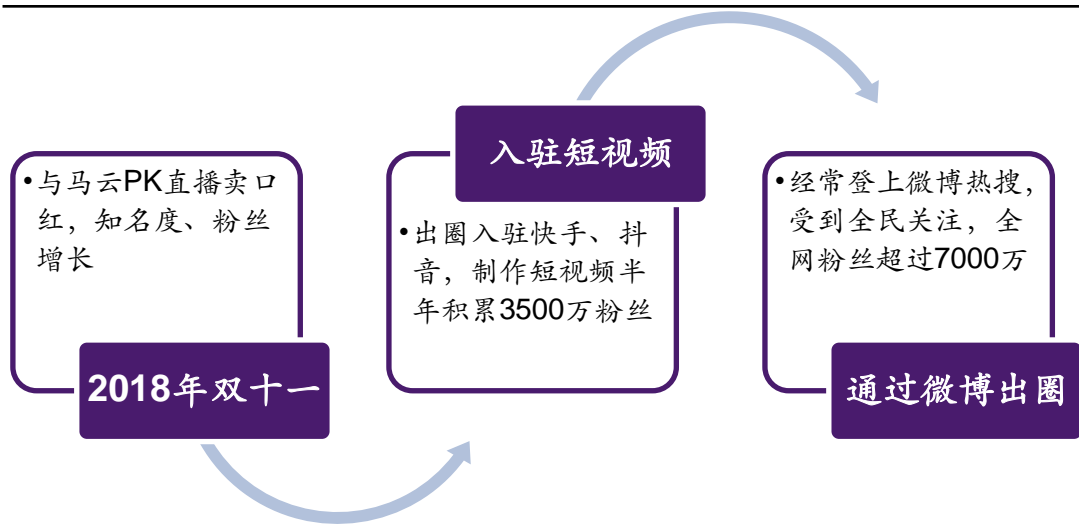 •与马云PK直播卖口
红，知名度、粉丝
增长
2018年双十一
入驻短视频
•出圈入驻快手、抖
音，制作短视频半
年积累3500万粉丝
•经常登上微博热搜，
受到全民关注，全
网粉丝超过7000万
通过微博出圈